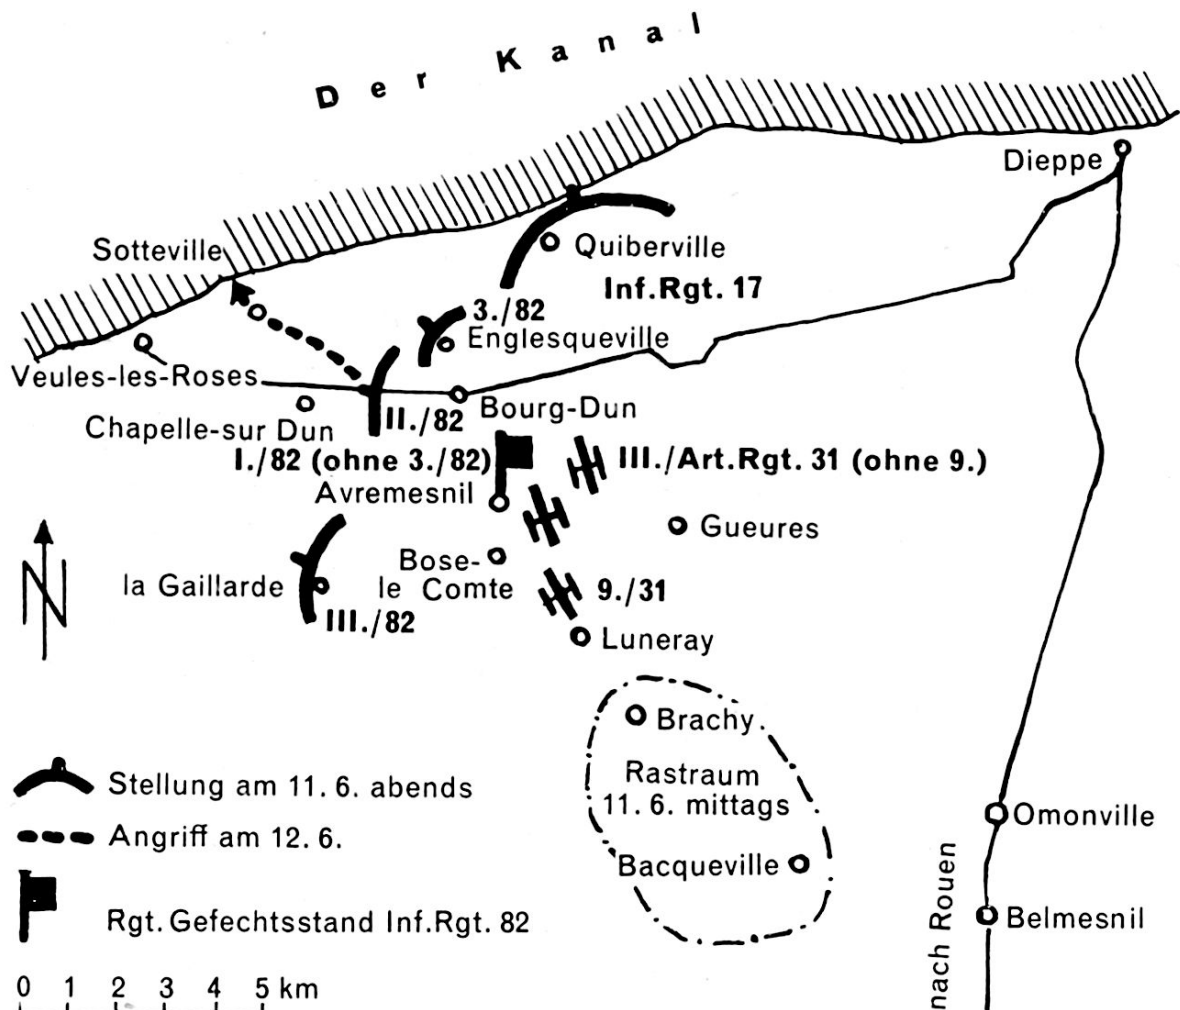 Der Kanal
Dieppe
Sotteville
Quiberville
Inf.Rgt. 17
3./82
Englesqueville
Veules-les-Roses
Bourg-Dun
Chapelle-sur Dun
II./82
I./82 (ohne 3./82)
III./Art.Rgt. 31 (ohne 9.)
Avremesnil
Gueures
N
Bose-
le Comte
la Gaillarde
9./31
III./82
Luneray
Brachy
Rastraum
11. 6. mittags
Stellung am 11. 6. abends
Omonville
Angriff am 12. 6.
Bacqueville
nach Rouen
Rgt. Gefechtsstand Inf.Rgt. 82
Belmesnil
0 1 2 3 4 5 km